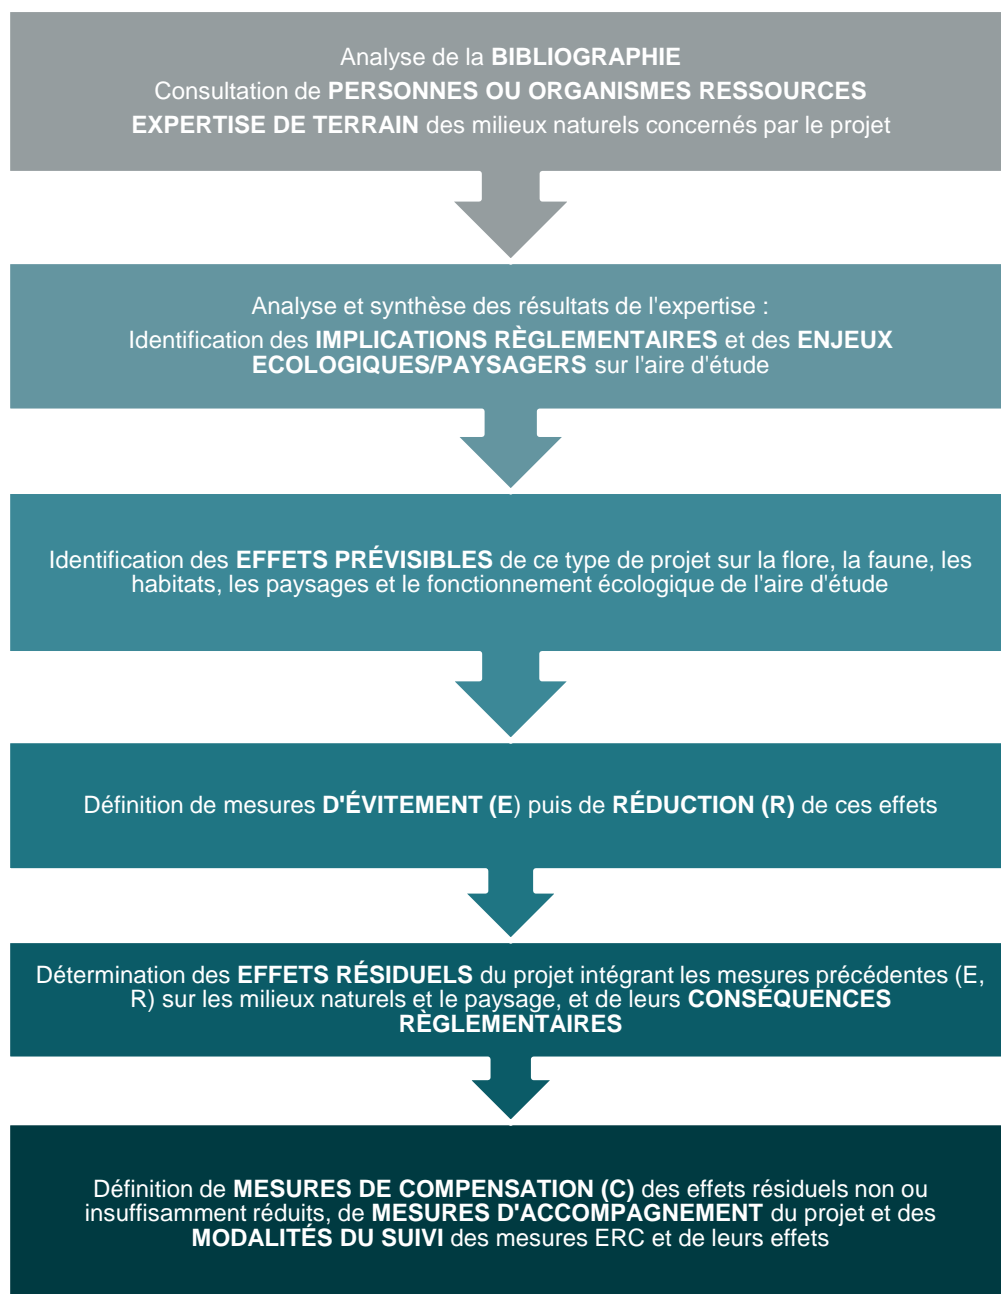 Analyse de la BIBLIOGRAPHIE
Consultation de PERSONNES OU ORGANISMES RESSOURCES
EXPERTISE DE TERRAIN des milieux naturels concernés par le projet
Analyse et synthèse des résultats de l'expertise :
Identification des IMPLICATIONS RÈGLEMENTAIRES et des ENJEUX
ECOLOGIQUES/PAYSAGERS sur l'aire d'étude
Identification des EFFETS PRÉVISIBLES de ce type de projet sur la flore, la faune, les
habitats, les paysages et le fonctionnement écologique de l'aire d'étude
Définition de mesures D'ÉVITEMENT (E) puis de RÉDUCTION (R) de ces effets
Détermination des EFFETS RÉSIDUELS du projet intégrant les mesures précédentes (E,
R) sur les milieux naturels et le paysage, et de leurs CONSÉQUENCES
RÈGLEMENTAIRES
Définition de MESURES DE COMPENSATION (C) des effets résiduels non ou
insuffisamment réduits, de MESURES D'ACCOMPAGNEMENT du projet et des
MODALITÉS DU SUIVI des mesures ERC et de leurs effets